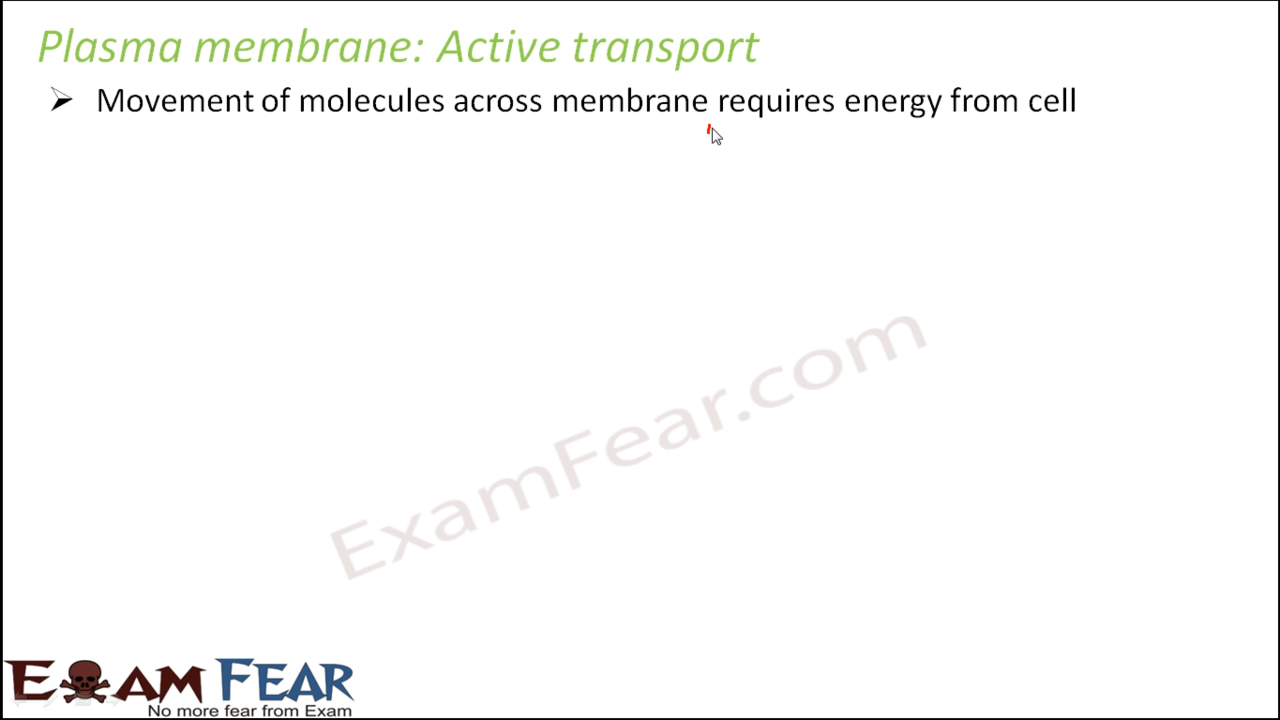 Plasma membrane: Active transport
Movement of molecules across membrane requires energy from cell
ExamFear.com
EXAM FEAR
No more fear from Exam